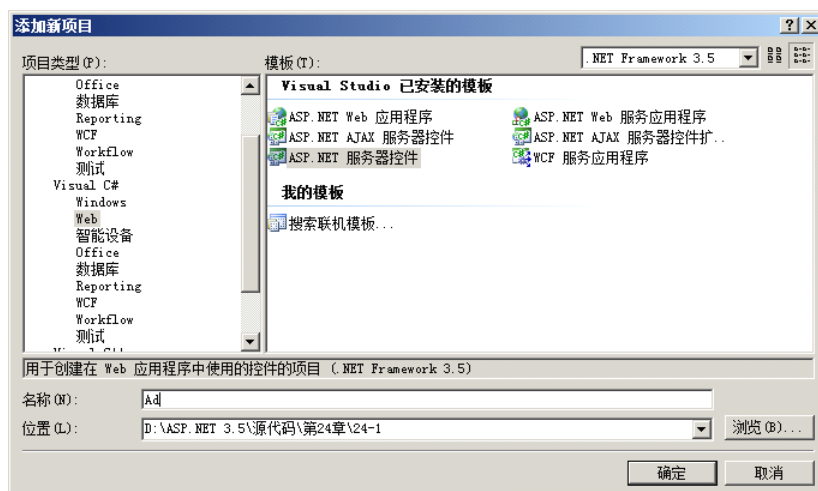 添加新项目
? ×
项目类型(P):
模板(T):
.NET Framework 3.5
Office
数据库
Reporting
WCF
Workflow
测试
Visual C#
Windows
Web
智能设备
Office
数据库
Reporting
WCF
Workflow
测试
Visual Studio 已安装的模板
ASP.NET Web 应用程序
ASP.NET Web 服务应用程序
ASP.NET AJAX 服务器控件
ASP.NET AJAX 服务器控件扩..
ASP.NET 服务器控件
WCF 服务应用程序
我的模板
搜索联机模板...
用于创建在 Web 应用程序中使用的控件的项目 (.NET Framework 3.5)
名称(N):
Ad
位置(L):
D:\ASP.NET 3.5\源代码\第24章\24-1
浏览(B)...
确定
取消